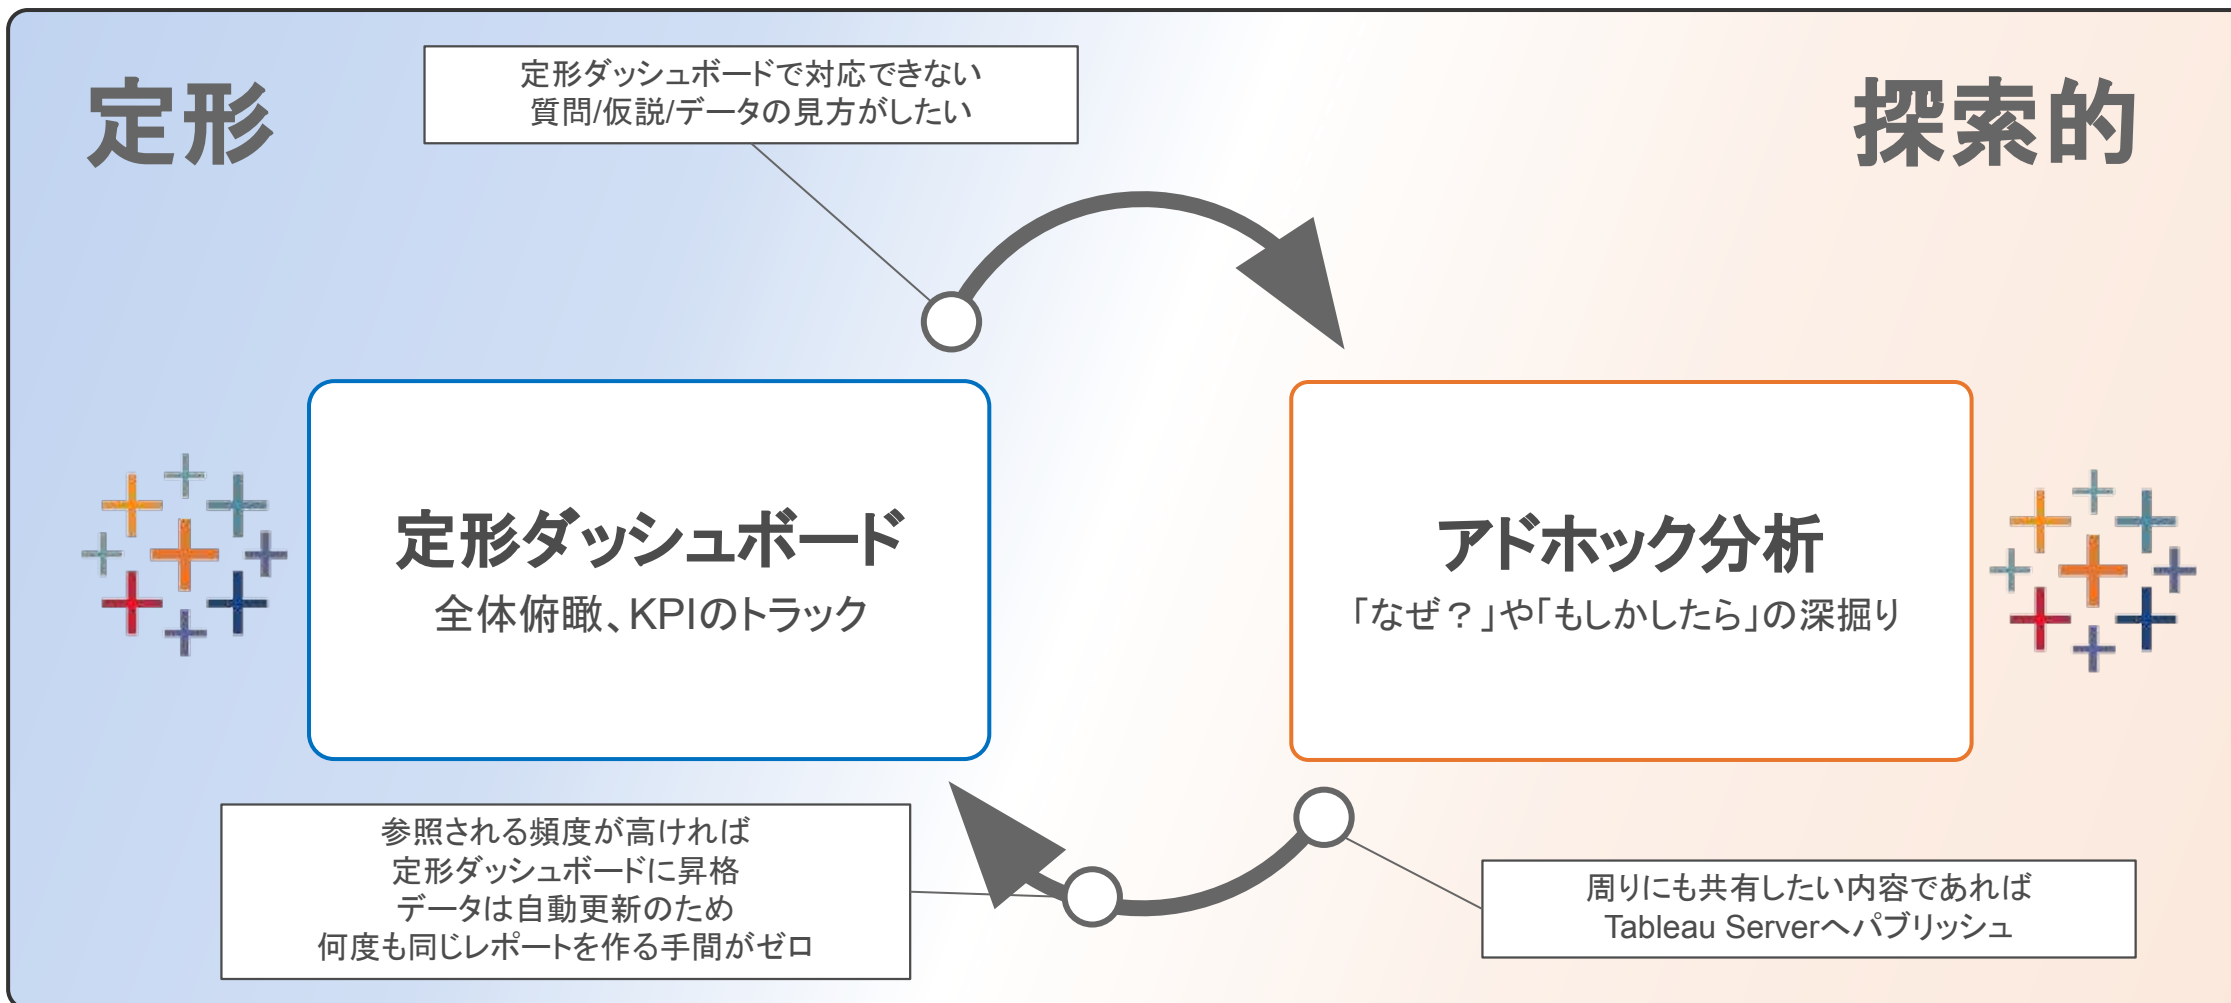 定形
探索的
定形ダッシュボードで対応できない
質問/仮説/データの見方がしたい
定形ダッシュボード
全体俯瞰、KPIのトラック
アドホック分析
「なぜ？」や「もしかしたら」の深掘り
参照される頻度が高ければ
定形ダッシュボードに昇格
データは自動更新のため
何度も同じレポートを作る手間がゼロ
周りにも共有したい内容であれば
Tableau Serverへパブリッシュ